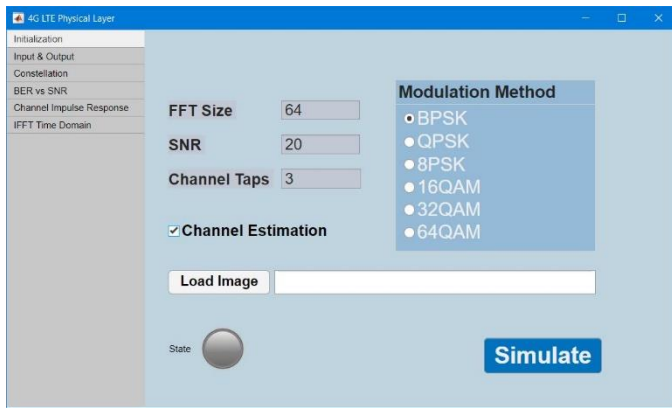 4G LTE Physical Layer
Initialization
Input & Output
Constellation
BER vs SNR
Channel Impulse Response
IFFT Time Domain
FFT Size 64
SNR 20
Channel Taps 3
Channel Estimation
Modulation Method
BPSK
QPSK
8PSK
16QAM
32QAM
64QAM
Load Image
State
Simulate